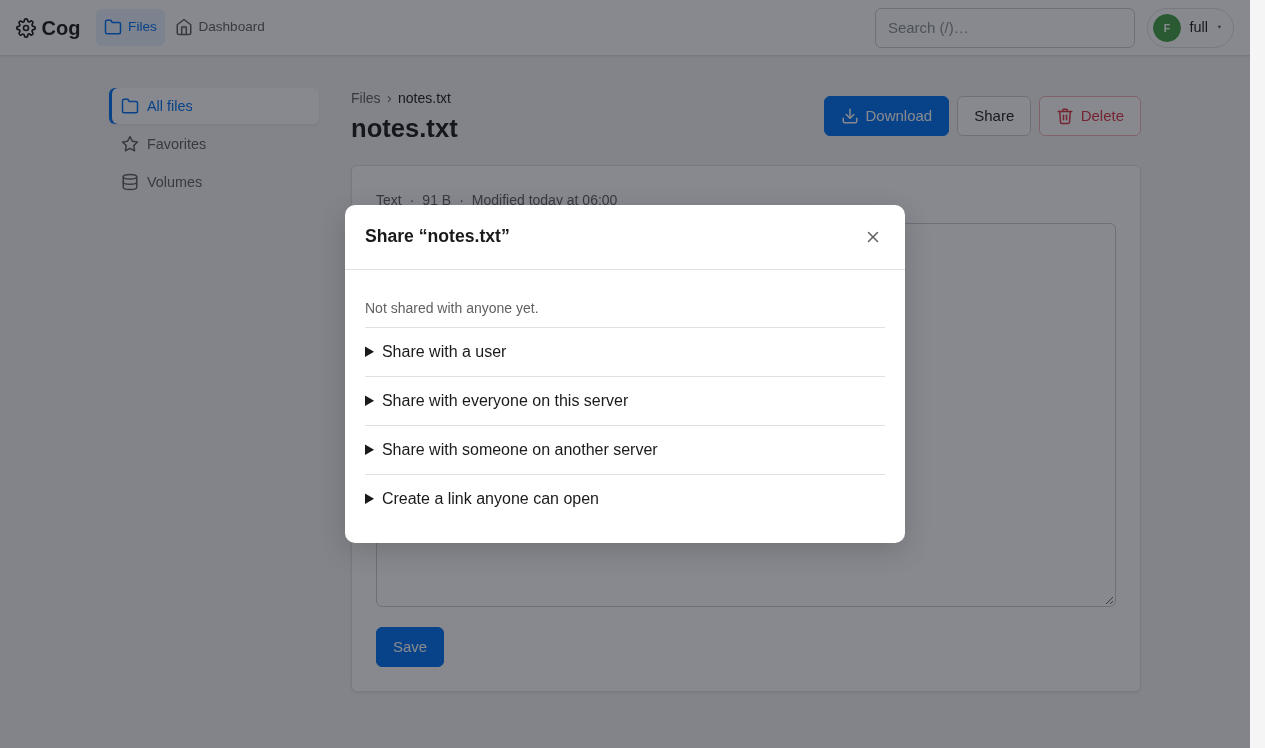 Cog
Files
Dashboard
Search (/)…
F
full
All files
Favorites
Volumes
Files › notes.txt
notes.txt
Download
Share
Delete
Text · 91 B · Modified today at 06:00
Share “notes.txt”
Not shared with anyone yet.
Share with a user
Share with everyone on this server
Share with someone on another server
Create a link anyone can open
Save